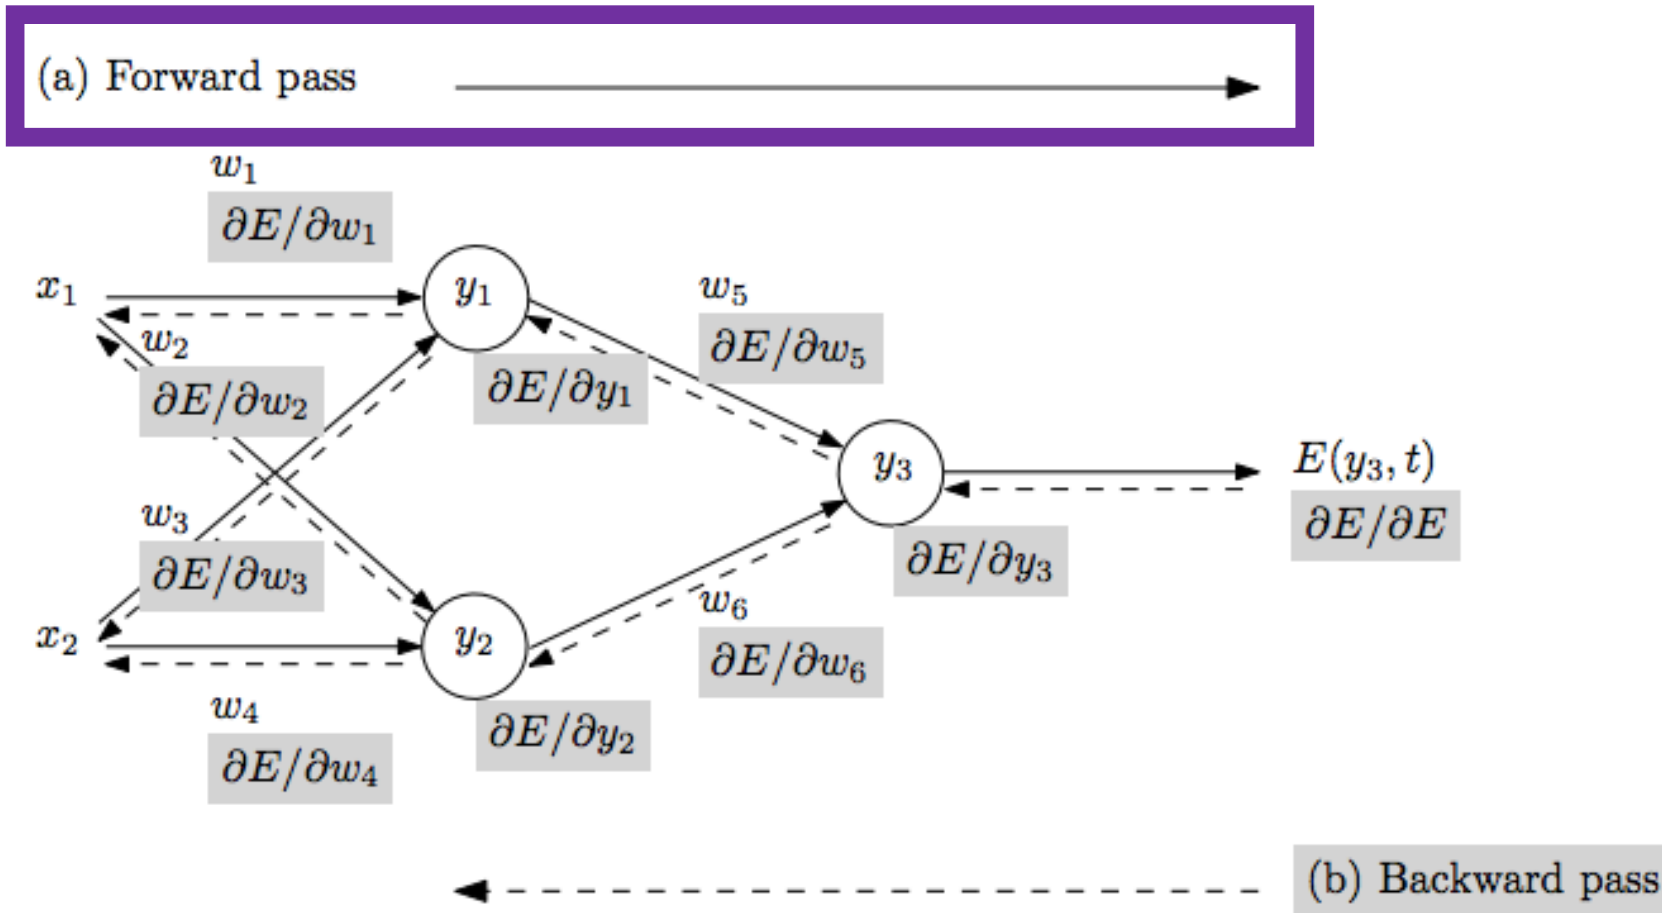 (a) Forward pass
w₁
∂E/∂w₁
x₁
y₁
w₅
w₂
∂E/∂w₅
∂E/∂w₂
∂E/∂y₁
y₃
E(y₃, t)
w₃
∂E/∂E
∂E/∂w₃
∂E/∂y₃
w₆
x₂
y₂
∂E/∂w₆
w₄
∂E/∂y₂
∂E/∂w₄
(b) Backward pass